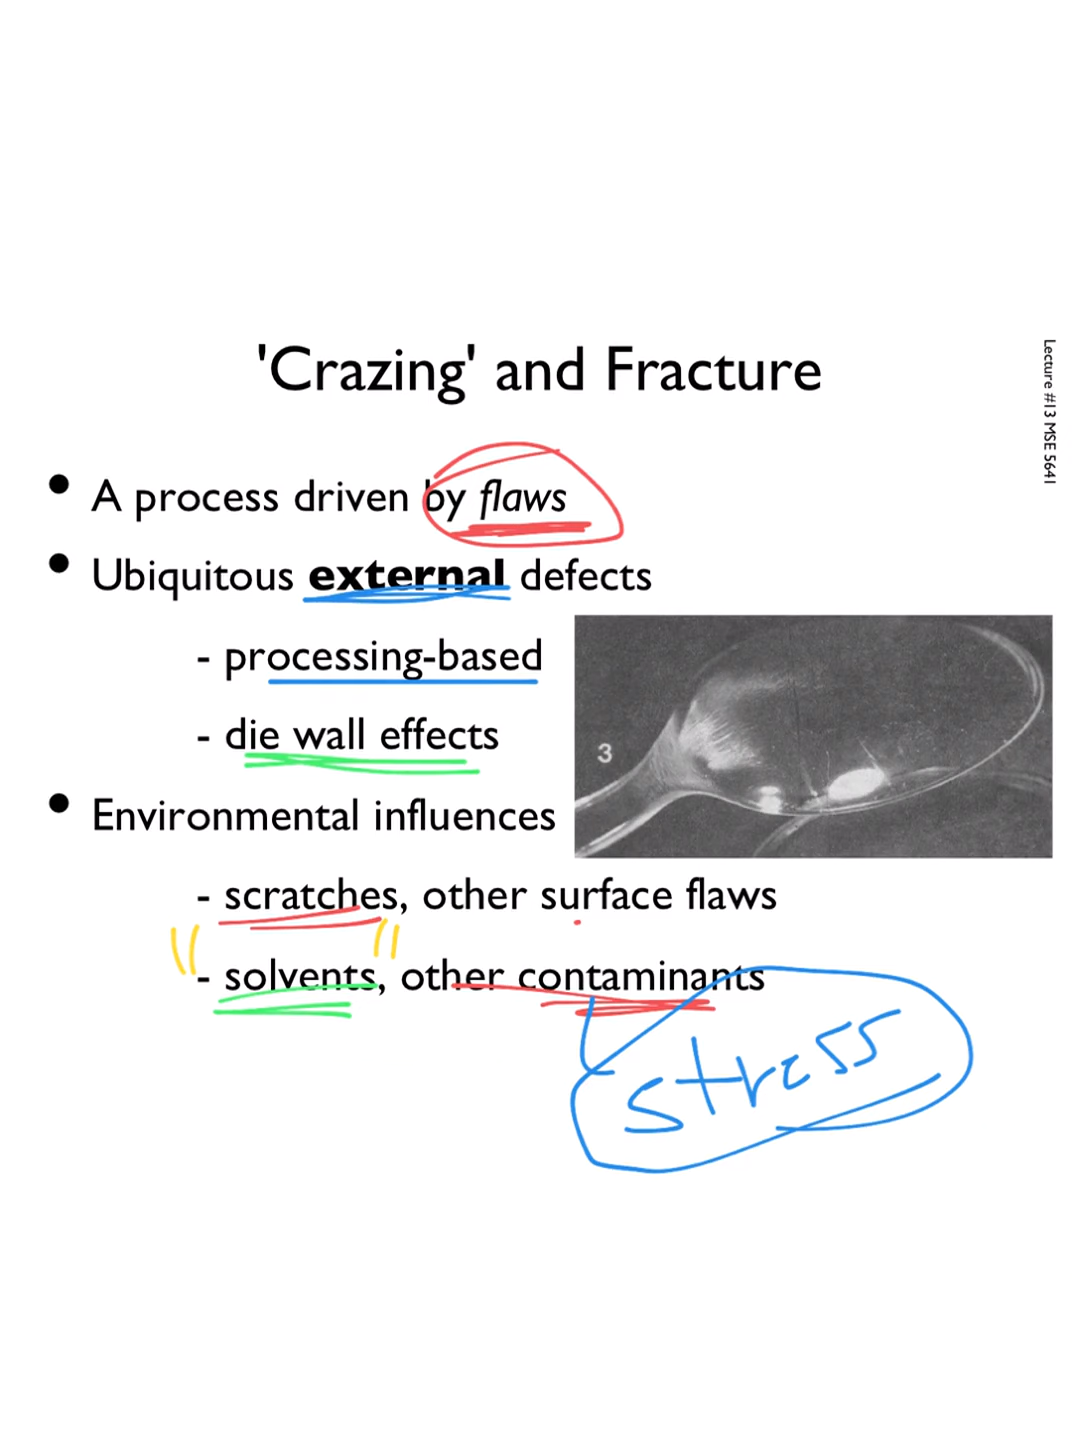 'Crazing' and Fracture
Lecture #13 MSE 5641
• A process driven by flaws
• Ubiquitous external defects
- processing-based
- die wall effects
3
• Environmental influences
- scratches, other surface flaws
"- solvents", other contaminants
stress